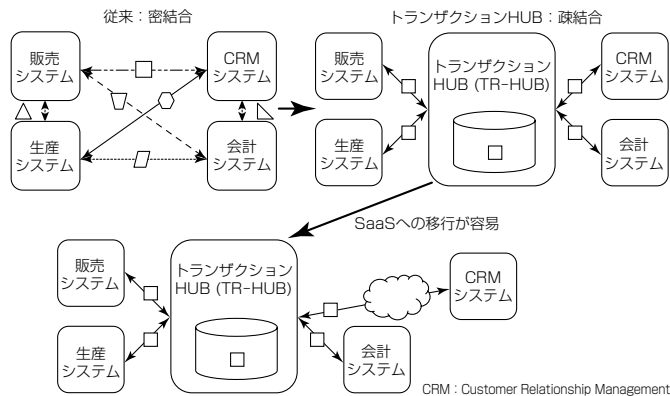 従来：密結合
トランザクションHUB：疎結合
販売
システム
CRM
システム
生産
システム
会計
システム
販売
システム
生産
システム
トランザクション
HUB (TR-HUB)
CRM
システム
会計
システム
SaaSへの移行が容易
販売
システム
生産
システム
トランザクション
HUB (TR-HUB)
CRM
システム
会計
システム
CRM：Customer Relationship Management